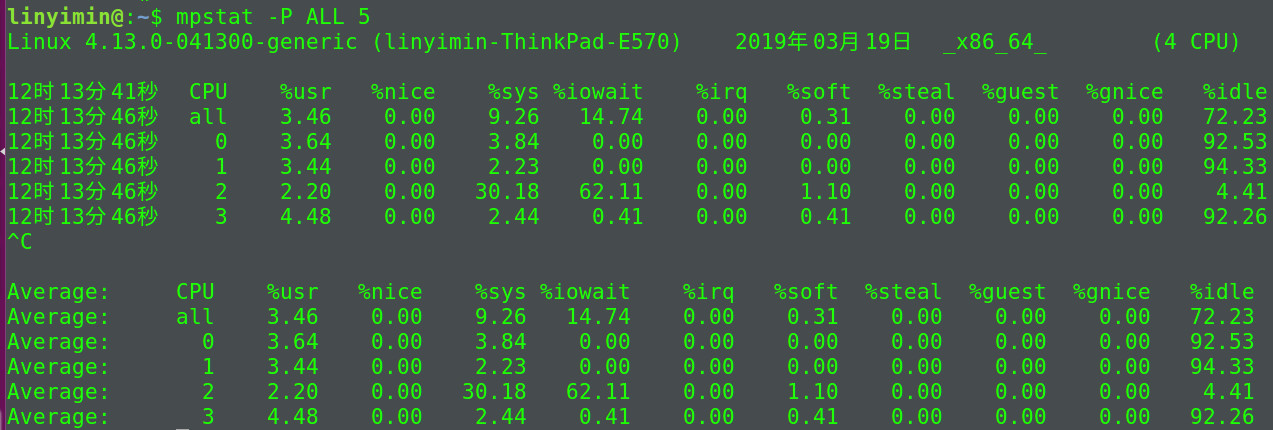 linyimin@:~$ mpstat -P ALL 5
Linux 4.13.0-041300-generic (linyimin-ThinkPad-E570) 2019年03月19日 _x86_64_ (4 CPU)
12时13分41秒 CPU %usr %nice %sys %iowait %irq %soft %steal %guest %gnice %idle
12时13分46秒 all 3.46 0.00 9.26 14.74 0.00 0.31 0.00 0.00 0.00 72.23
12时13分46秒 0 3.64 0.00 3.84 0.00 0.00 0.00 0.00 0.00 0.00 92.53
12时13分46秒 1 3.44 0.00 2.23 0.00 0.00 0.00 0.00 0.00 0.00 94.33
12时13分46秒 2 2.20 0.00 30.18 62.11 0.00 1.10 0.00 0.00 0.00 4.41
12时13分46秒 3 4.48 0.00 2.44 0.41 0.00 0.41 0.00 0.00 0.00 92.26
^C
Average: CPU %usr %nice %sys %iowait %irq %soft %steal %guest %gnice %idle
Average: all 3.46 0.00 9.26 14.74 0.00 0.31 0.00 0.00 0.00 72.23
Average: 0 3.64 0.00 3.84 0.00 0.00 0.00 0.00 0.00 0.00 92.53
Average: 1 3.44 0.00 2.23 0.00 0.00 0.00 0.00 0.00 0.00 94.33
Average: 2 2.20 0.00 30.18 62.11 0.00 1.10 0.00 0.00 0.00 4.41
Average: 3 4.48 0.00 2.44 0.41 0.00 0.41 0.00 0.00 0.00 92.26